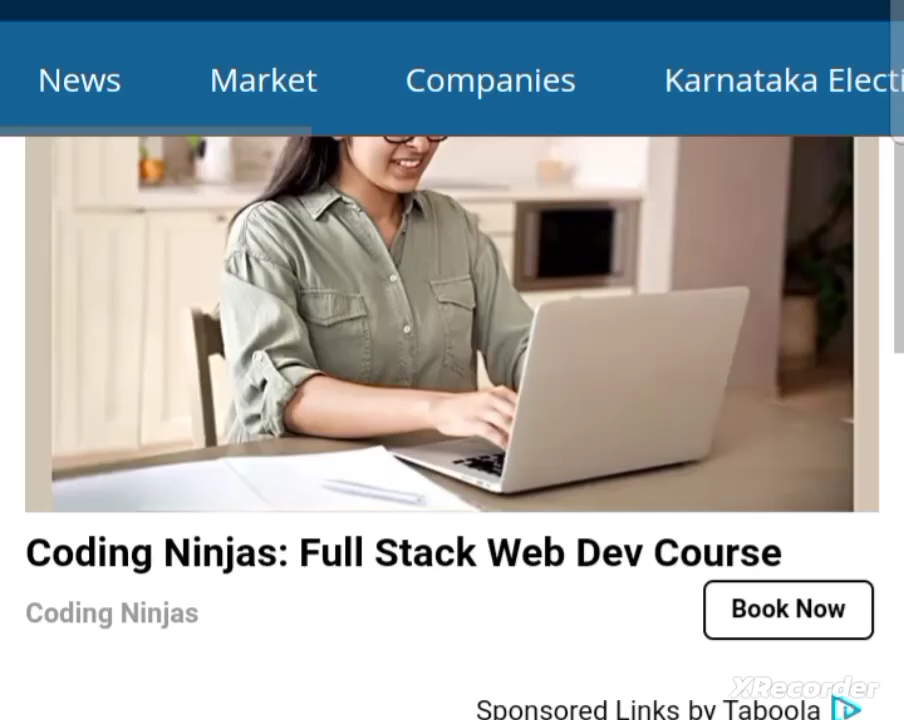 News Market Companies Karnataka Electi
Coding Ninjas: Full Stack Web Dev Course
Coding Ninjas
Book Now
XRecorder
Sponsored Links by Taboola